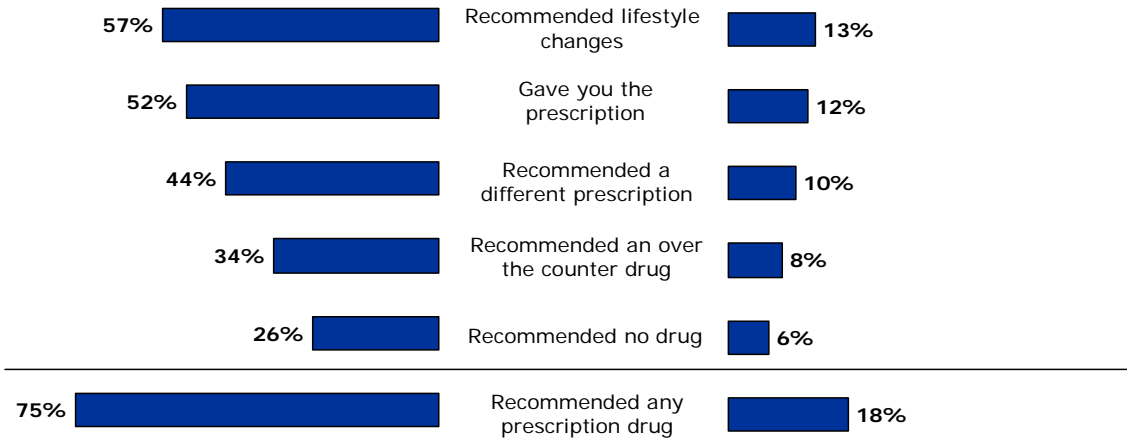 57% Recommended lifestyle 13%
changes
52% Gave you the 12%
prescription
44% Recommended a 10%
different prescription
34% Recommended an over 8%
the counter drug
26% Recommended no drug 6%
75% Recommended any 18%
prescription drug